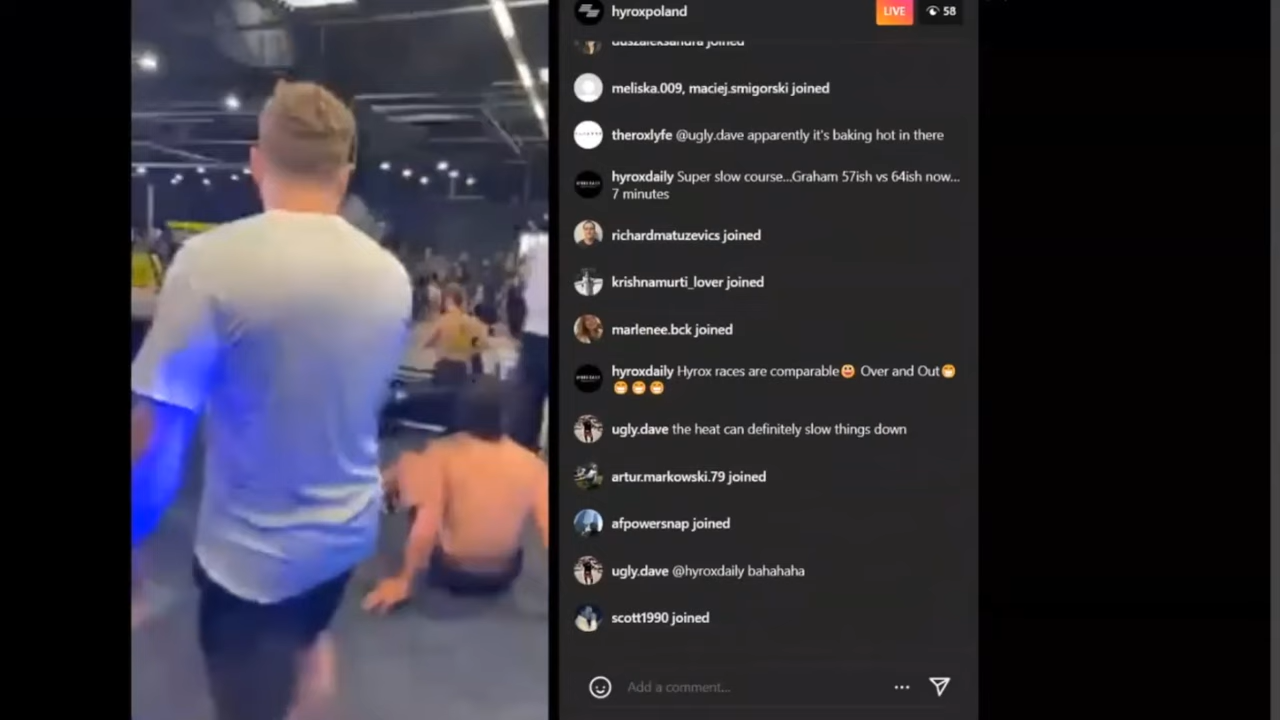 hyroxpoland LIVE 58
duszaleksandra joined
meliska.009, maciej.smigorski joined
theroxlyfe @ugly.dave apparently it's baking hot in there
hyroxdaily Super slow course...Graham 57ish vs 64ish now...
7 minutes
richardmatuzevics joined
krishnamurti_lover joined
marlenee.bck joined
hyroxdaily Hyrox races are comparable😀 Over and Out😁
😁😁😁
ugly.dave the heat can definitely slow things down
artur.markowski.79 joined
afpowersnap joined
ugly.dave @hyroxdaily bahahaha
scott1990 joined
Add a comment...